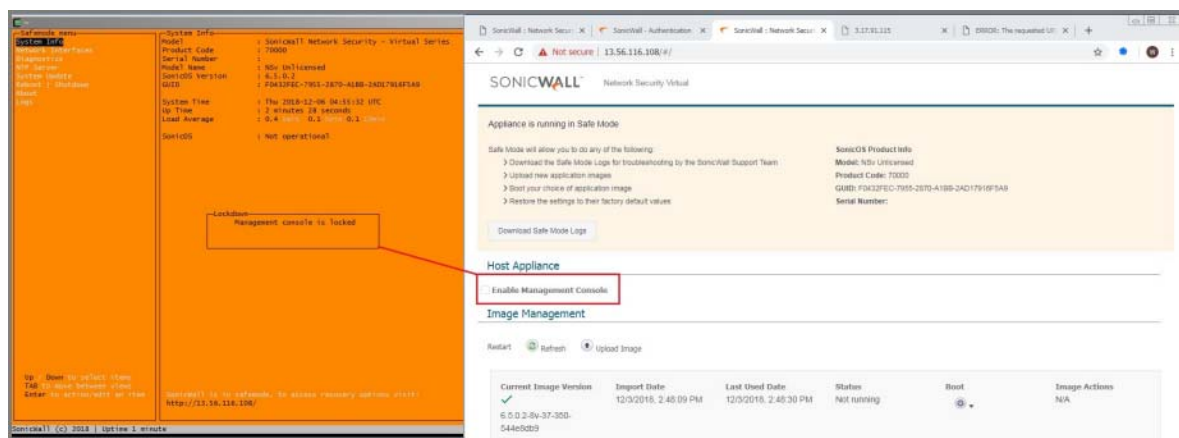 Safemode menu
System Info
Network Interfaces
Diagnostics
NTP Server
System Update
Reboot | Shutdown
About
Logs
System Info
Model : SonicWall Network Security - Virtual Series
Product Code : 70000
Serial Number :
Model Name : NSv Unlicensed
SonicOS Version : 6.5.0.2
GUID : F0432FEC-7955-2870-A1BB-2AD17916F5A9
System Time : Thu 2018-12-06 04:55:32 UTC
Up Time : 2 minutes 28 seconds
Load Average : 0.4 0.1 0.1
SonicOS : Not operational
Lockdown
Management console is locked
Up Down to select items
TAB to move between views
Enter to action/edit an item
SonicWall is in safemode, to access recovery options visit:
http://13.56.116.108/
SonicWall (c) 2018 | Uptime 1 minute
SonicWall : Network Secur
SonicWall - Authentication
SonicWall : Network Secur
3.17.91.115
ERROR: The requested UR
Not secure | 13.56.116.108/#/
SONICWALL Network Security Virtual
Appliance is running in Safe Mode
Safe Mode will allow you to do any of the following:
Download the Safe Mode Logs for troubleshooting by the SonicWall Support Team
Upload new application images
Boot your choice of application image
Restore the settings to their factory default values
SonicOS Product Info
Model: NSv Unlicensed
Product Code: 70000
GUID: F0432FEC-7955-2870-A1BB-2AD17916F5A9
Serial Number:
Download Safe Mode Logs
Host Appliance
Enable Management Console
Image Management
Restart Refresh Upload Image
Current Image Version Import Date Last Used Date Status Boot Image Actions
12/3/2018, 2:48:09 PM 12/3/2018, 2:48:30 PM Not running N/A
6.5.0.2-8v-37-350-
544e8db9